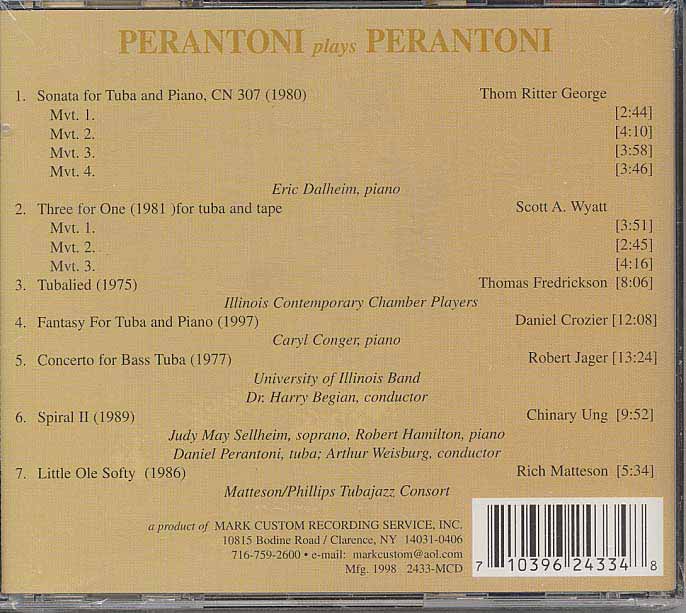 PERANTONI plays PERANTONI
1. Sonata for Tuba and Piano, CN 307 (1980) Thom Ritter George
Mvt. 1. [2:44]
Mvt. 2. [4:10]
Mvt. 3. [3:58]
Mvt. 4. [3:46]
Eric Dalheim, piano
2. Three for One (1981 )for tuba and tape Scott A. Wyatt
Mvt. 1. [3:51]
Mvt. 2. [2:45]
Mvt. 3. [4:16]
3. Tubalied (1975) Thomas Fredrickson [8:06]
Illinois Contemporary Chamber Players
4. Fantasy For Tuba and Piano (1997) Daniel Crozier [12:08]
Caryl Conger, piano
5. Concerto for Bass Tuba (1977) Robert Jager [13:24]
University of Illinois Band
Dr. Harry Begian, conductor
6. Spiral II (1989) Chinary Ung [9:52]
Judy May Sellheim, soprano, Robert Hamilton, piano
Daniel Perantoni, tuba; Arthur Weisburg, conductor
7. Little Ole Softy (1986) Rich Matteson [5:34]
Matteson/Phillips Tubajazz Consort
a product of MARK CUSTOM RECORDING SERVICE, INC.
10815 Bodine Road / Clarence, NY 14031-0406
716-759-2600 • e-mail: markcustom@aol.com
Mfg. 1998 2433-MCD
7 10396 24334 8